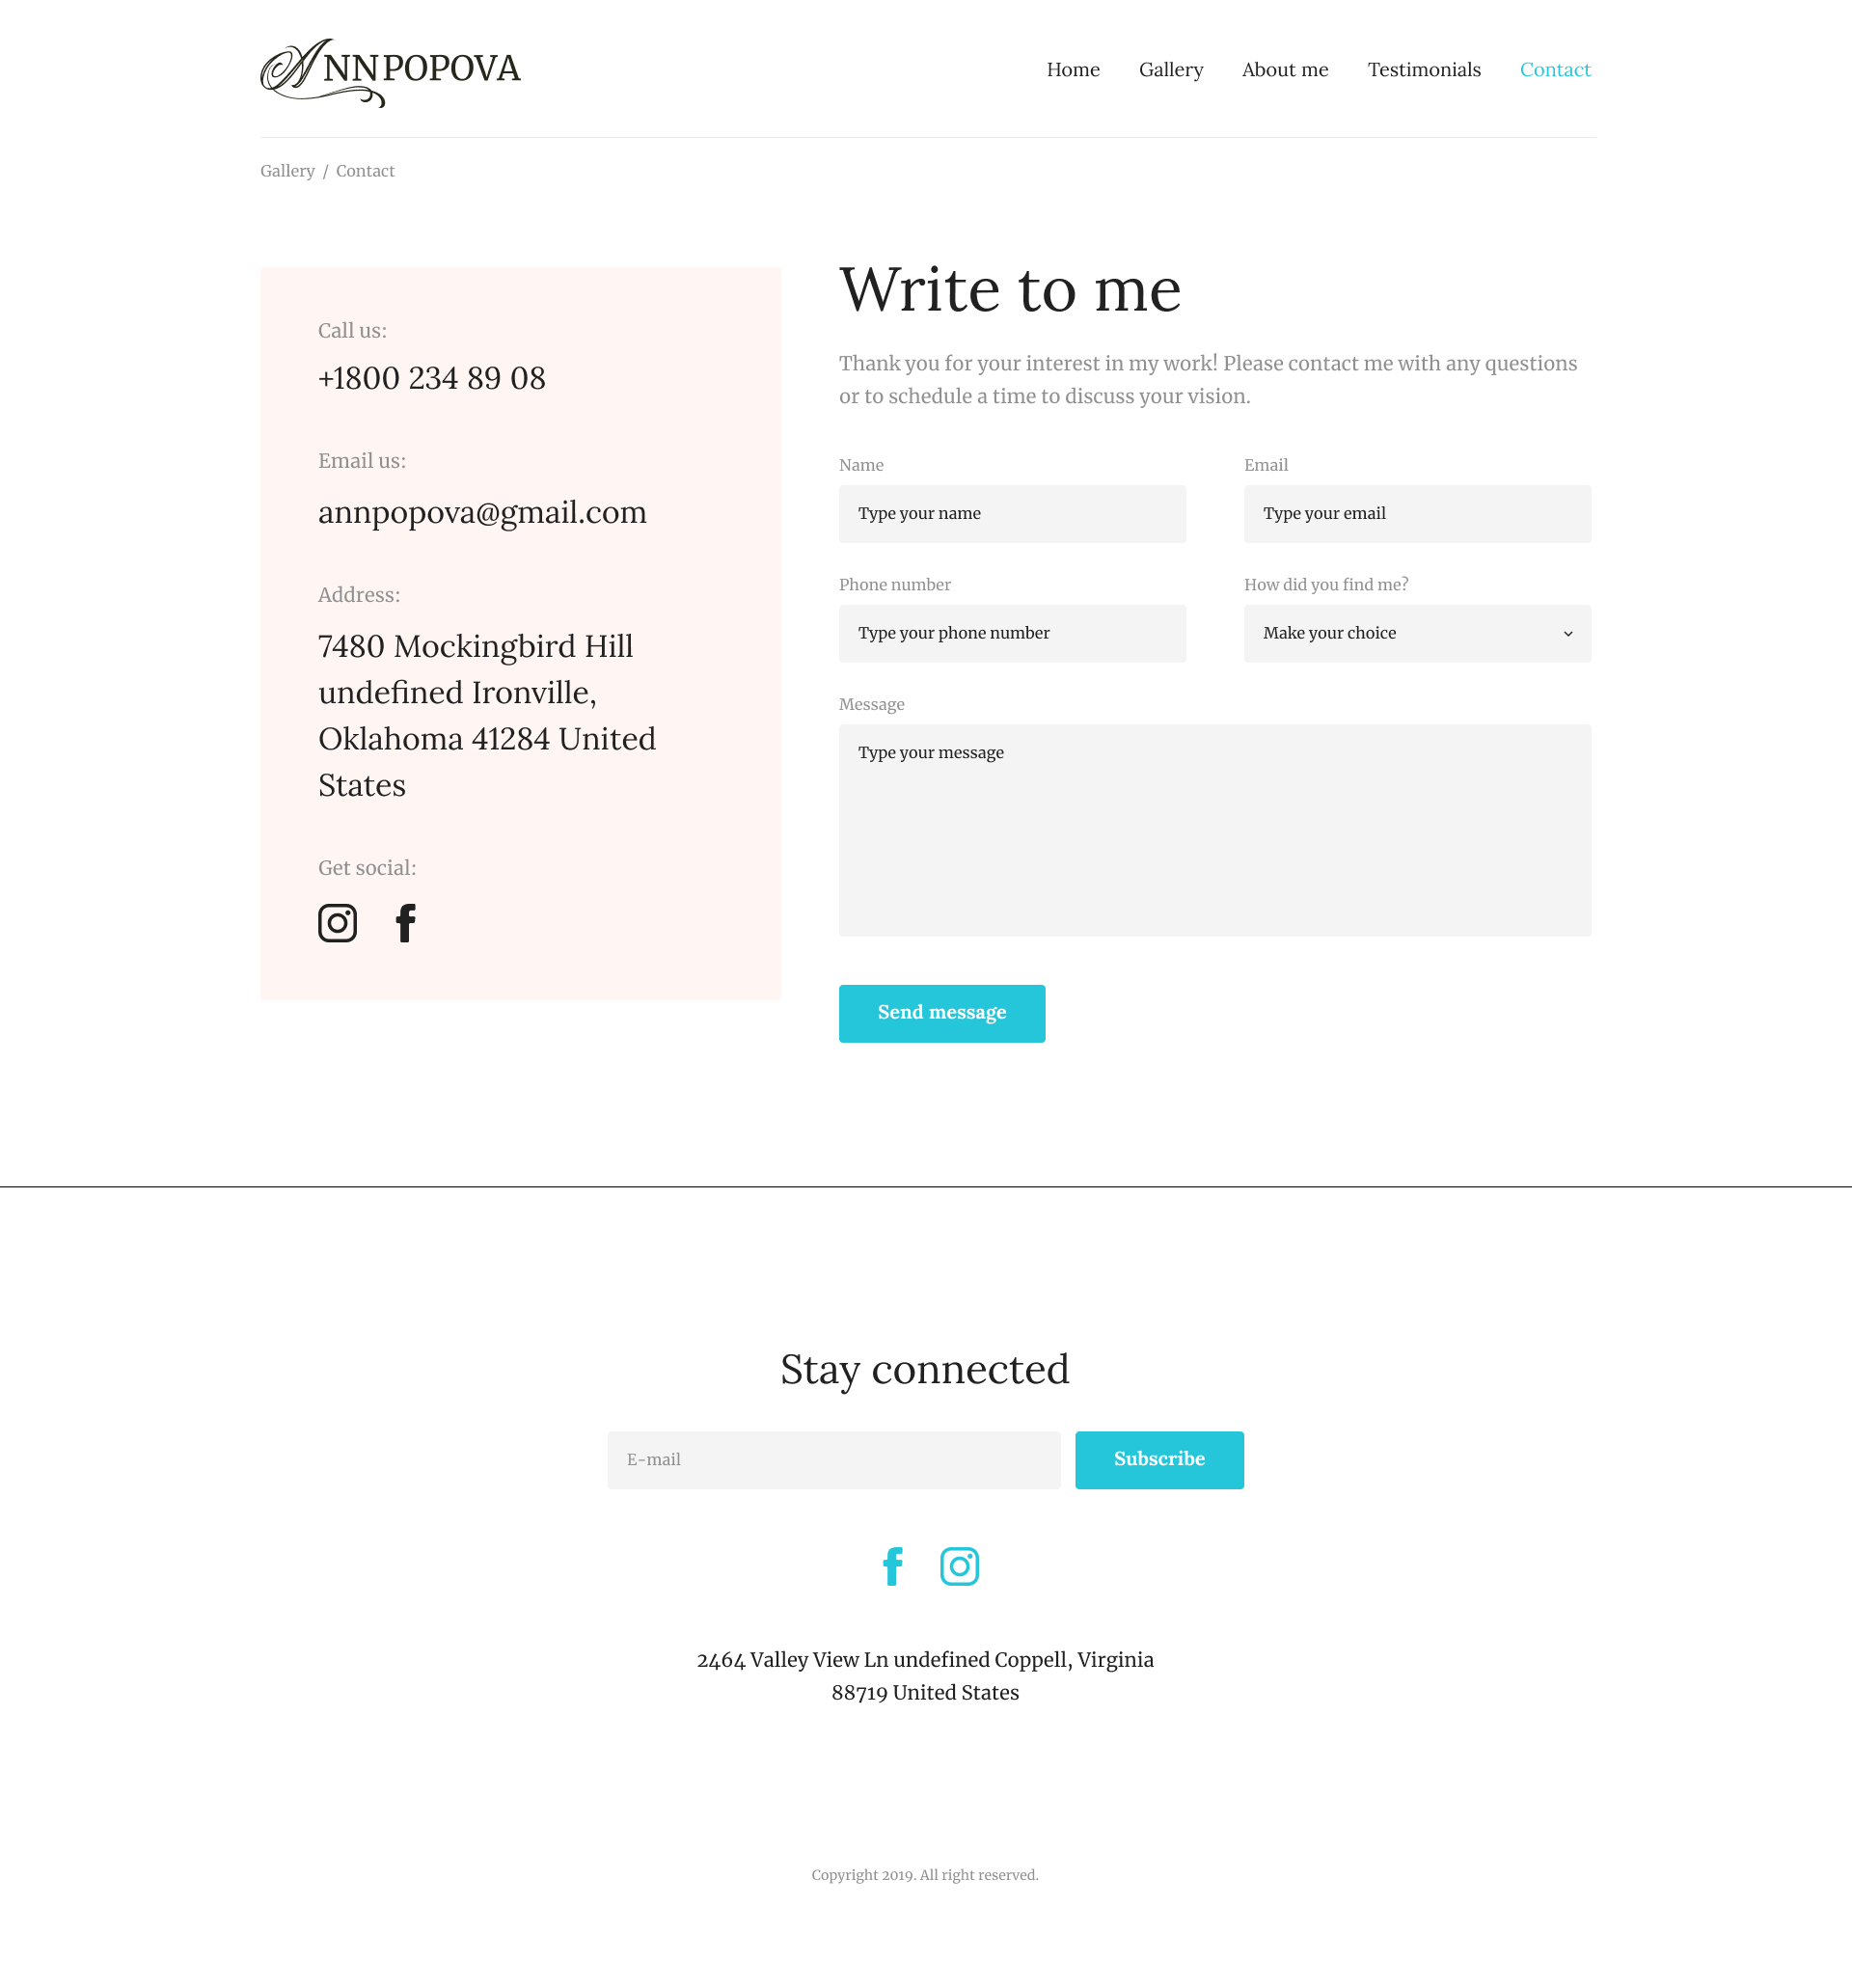 ANNPOPOVA
Home Gallery About me Testimonials Contact
Gallery / Contact
Call us:
+1800 234 89 08
Email us:
annpopova@gmail.com
Address:
7480 Mockingbird Hill
undefined Ironville,
Oklahoma 41284 United
States
Get social:
Write to me
Thank you for your interest in my work! Please contact me with any questions
or to schedule a time to discuss your vision.
Name
Type your name
Email
Type your email
Phone number
Type your phone number
How did you find me?
Make your choice
Message
Type your message
Send message
Stay connected
E-mail
Subscribe
2464 Valley View Ln undefined Coppell, Virginia
88719 United States
Copyright 2019. All right reserved.